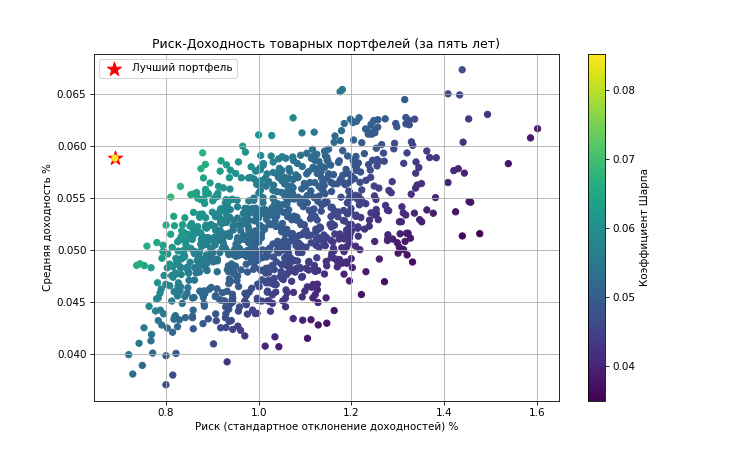 Риск-Доходность товарных портфелей (за пять лет)
Лучший портфель
Средняя доходность %
0.065
0.060
0.055
0.050
0.045
0.040
0.8 1.0 1.2 1.4 1.6
Риск (стандартное отклонение доходностей) %
0.08
0.07
0.06
0.05
0.04
Коэффициент Шарпа